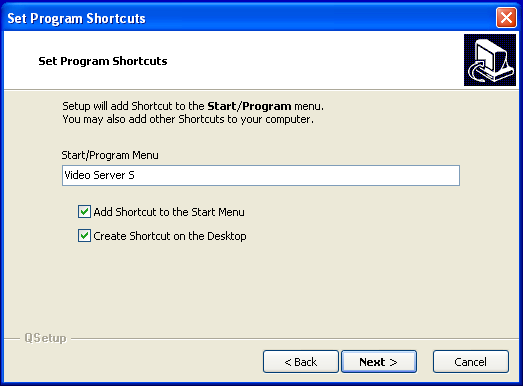 Set Program Shortcuts
Set Program Shortcuts
Setup will add Shortcut to the Start/Program menu.
You may also add other Shortcuts to your computer.
Start/Program Menu
Video Server S
Add Shortcut to the Start Menu
Create Shortcut on the Desktop
QSetup
< Back
Next >
Cancel